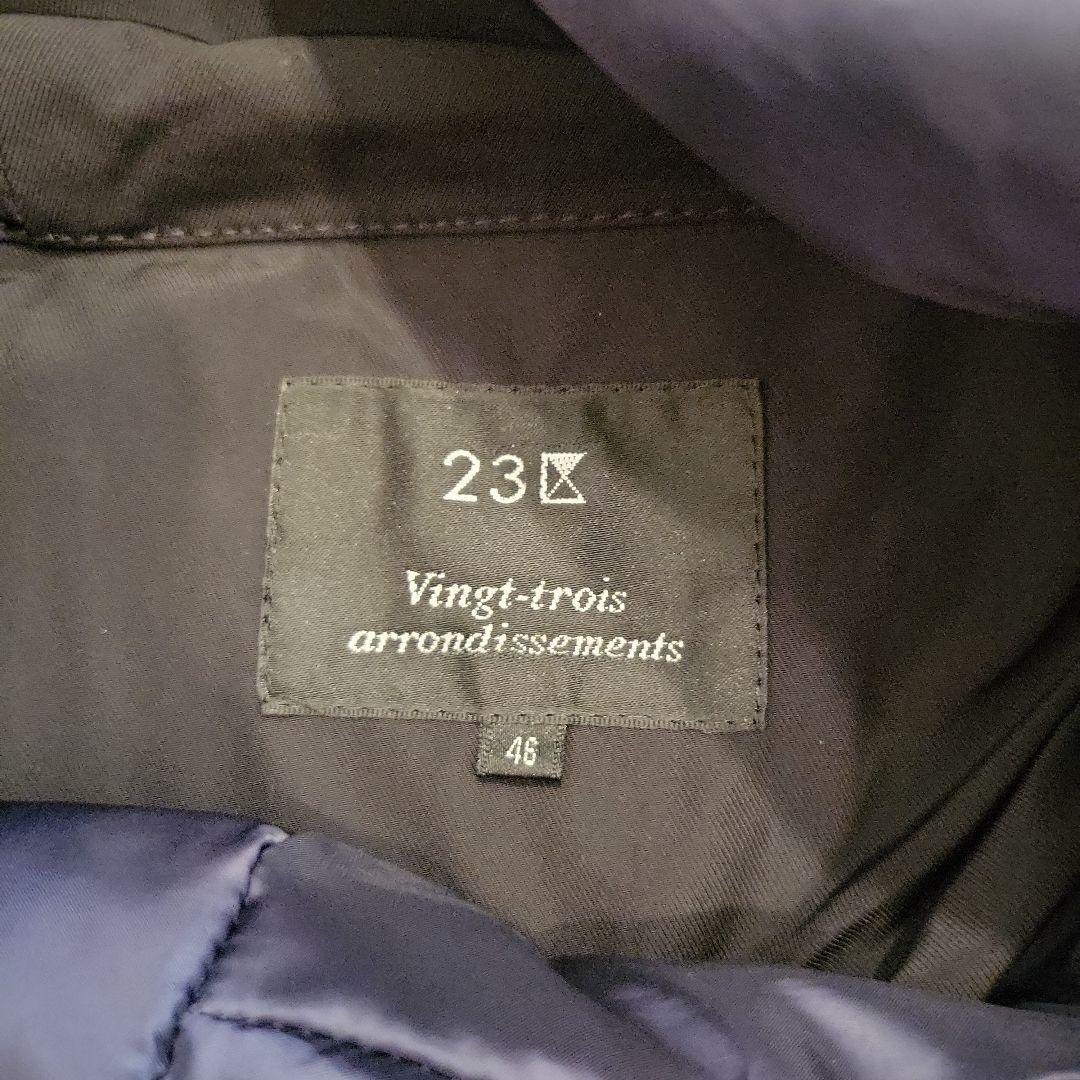 23区
Vingt-trois
arrondissements
46